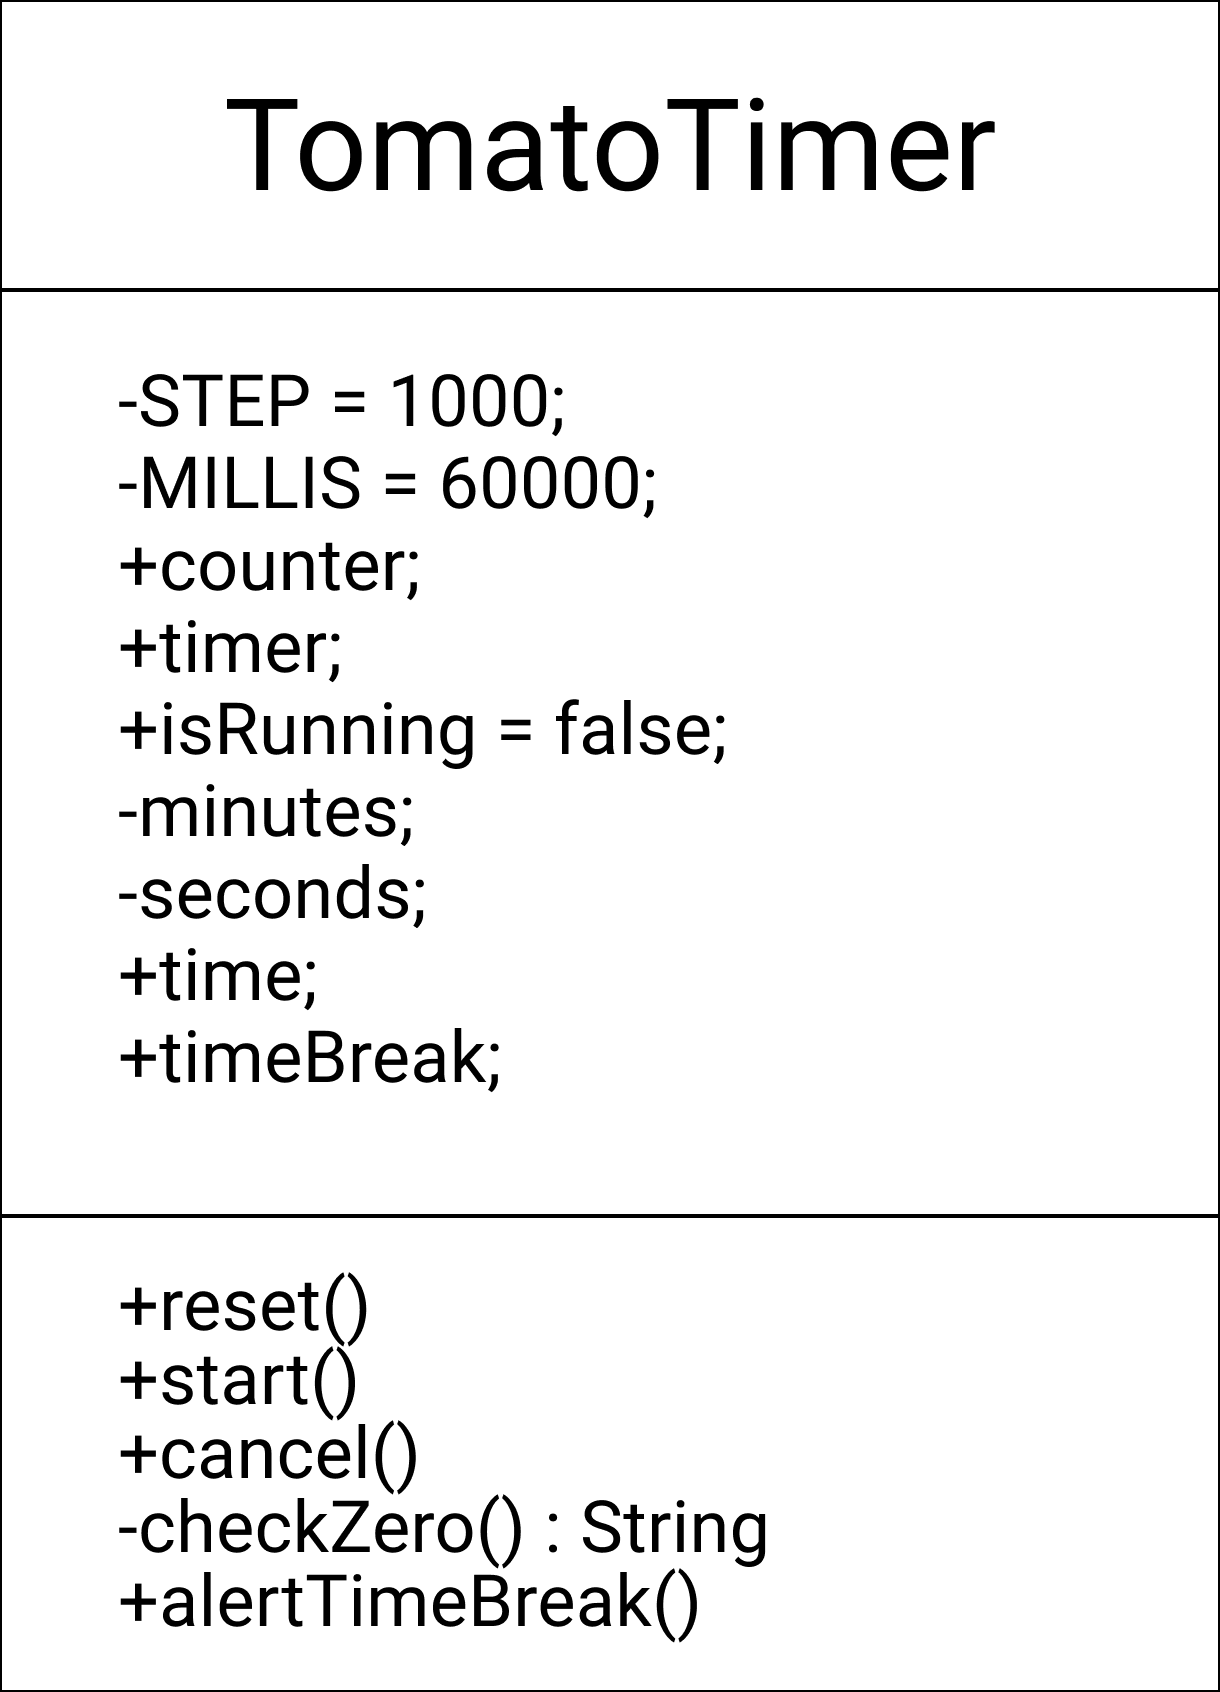 TomatoTimer
-STEP = 1000;
-MILLIS = 60000;
+counter;
+timer;
+isRunning = false;
-minutes;
-seconds;
+time;
+timeBreak;
+reset()
+start()
+cancel()
-checkZero() : String
+alertTimeBreak()